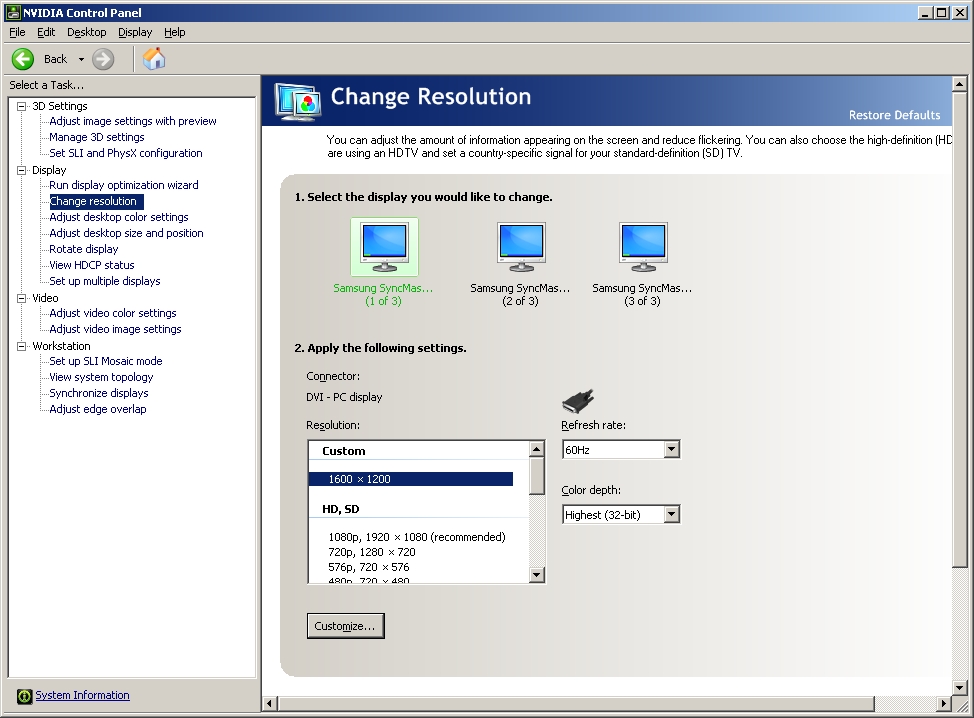 NVIDIA Control Panel
File Edit Desktop Display Help
Back
Select a Task...
3D Settings
Adjust image settings with preview
Manage 3D settings
Set SLI and PhysX configuration
Display
Run display optimization wizard
Change resolution
Adjust desktop color settings
Adjust desktop size and position
Rotate display
View HDCP status
Set up multiple displays
Video
Adjust video color settings
Adjust video image settings
Workstation
Set up SLI Mosaic mode
View system topology
Synchronize displays
Adjust edge overlap
System Information
Change Resolution
Restore Defaults
You can adjust the amount of information appearing on the screen and reduce flickering. You can also choose the high-definition (HD
are using an HDTV and set a country-specific signal for your standard-definition (SD) TV.
1. Select the display you would like to change.
Samsung SyncMas...
(1 of 3)
Samsung SyncMas...
(2 of 3)
Samsung SyncMas...
(3 of 3)
2. Apply the following settings.
Connector:
DVI - PC display
Resolution:
Custom
1600 × 1200
HD, SD
1080p, 1920 × 1080 (recommended)
720p, 1280 × 720
576p, 720 × 576
480p, 720 × 480
Refresh rate:
60Hz
Color depth:
Highest (32-bit)
Customize...